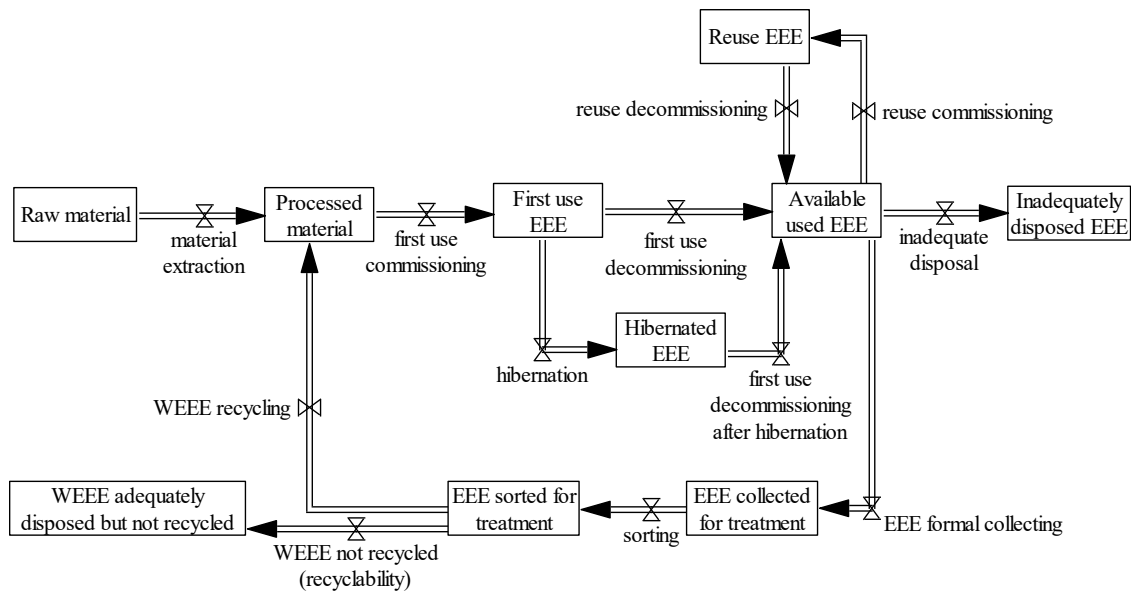 Reuse EEE
reuse decommissioning
reuse commissioning
Raw material
material
extraction
Processed
material
first use
commissioning
First use
EEE
first use
decommissioning
Available
used EEE
inadequate
disposal
Inadequately
disposed EEE
hibernation
Hibernated
EEE
first use
decommissioning
after hibernation
WEEE recycling
WEEE adequately
disposed but not recycled
WEEE not recycled
(recyclability)
EEE sorted for
treatment
sorting
EEE collected
for treatment
EEE formal collecting